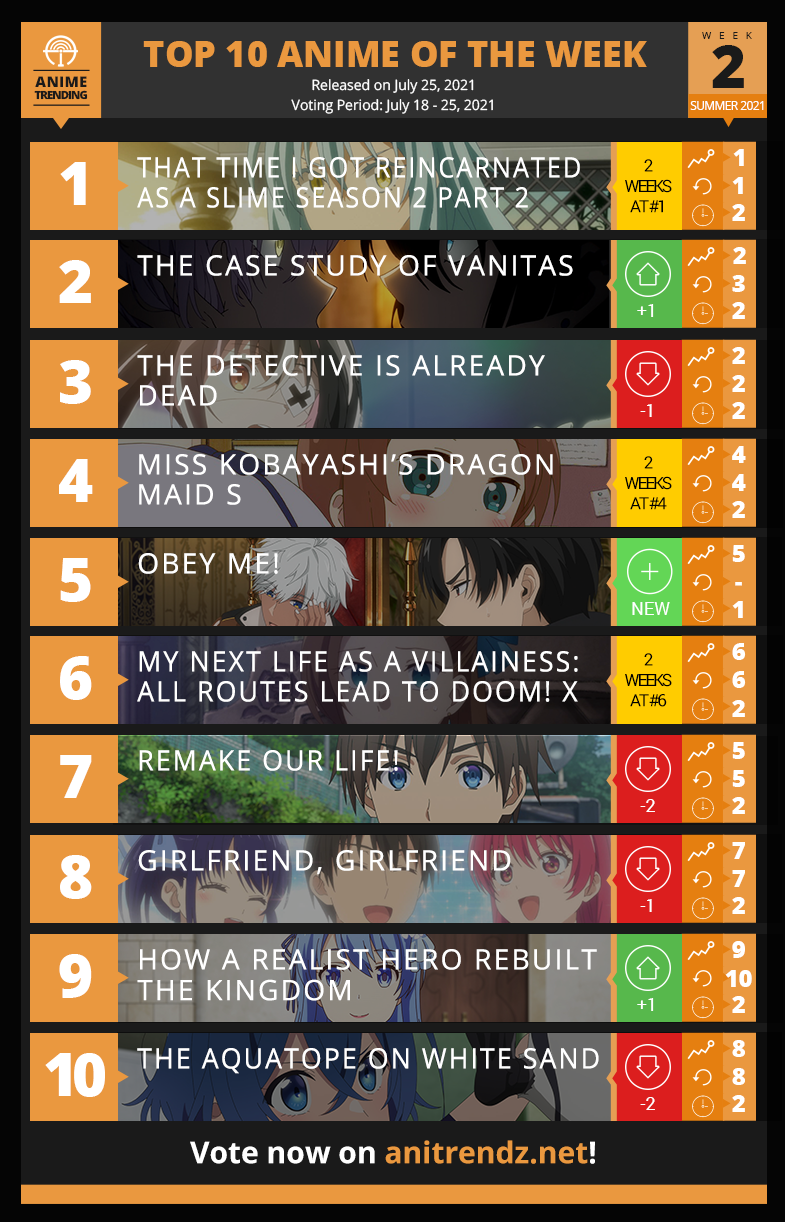 ANIME
TRENDING
TOP 10 ANIME OF THE WEEK
Released on July 25, 2021
Voting Period: July 18 - 25, 2021
WEEK
2
SUMMER 2021
1
THAT TIME I GOT REINCARNATED
AS A SLIME SEASON 2 PART 2
2
WEEKS
AT #1
1
1
2
2
THE CASE STUDY OF VANITAS
+1
2
3
2
3
THE DETECTIVE IS ALREADY
DEAD
-1
2
2
2
4
MISS KOBAYASHI'S DRAGON
MAID S
2
WEEKS
AT #4
4
4
2
5
OBEY ME!
NEW
5
-
1
6
MY NEXT LIFE AS A VILLAINESS:
ALL ROUTES LEAD TO DOOM! X
2
WEEKS
AT #6
6
6
2
7
REMAKE OUR LIFE!
-2
5
5
2
8
GIRLFRIEND, GIRLFRIEND
-1
7
7
2
9
HOW A REALIST HERO REBUILT
THE KINGDOM
+1
9
10
2
10
THE AQUATOPE ON WHITE SAND
-2
8
8
2
Vote now on anitrendz.net!